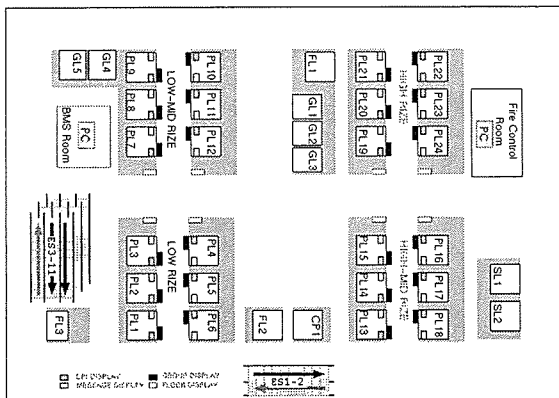 GL5
GL4
PL9
PL10
FL1
PL21
PL22
LOW-MID RIZE
HIGH RIZE
PL8
PL11
GL1
PL20
PL23
Fire Control Room
PC
BMS Room
PC
GL2
PL7
PL12
GL3
PL19
PL24
ES3-11
PL3
PL4
PL15
PL16
LOW RIZE
HIGH-MID RIZE
SL1
PL2
PL5
PL14
PL17
SL2
FL3
PL1
PL6
FL2
CP1
PL13
PL18
DISPLAY
GROUP DISPLAY
MESSAGE DISPLAY
FLOOR DISPLAY
ES1-2